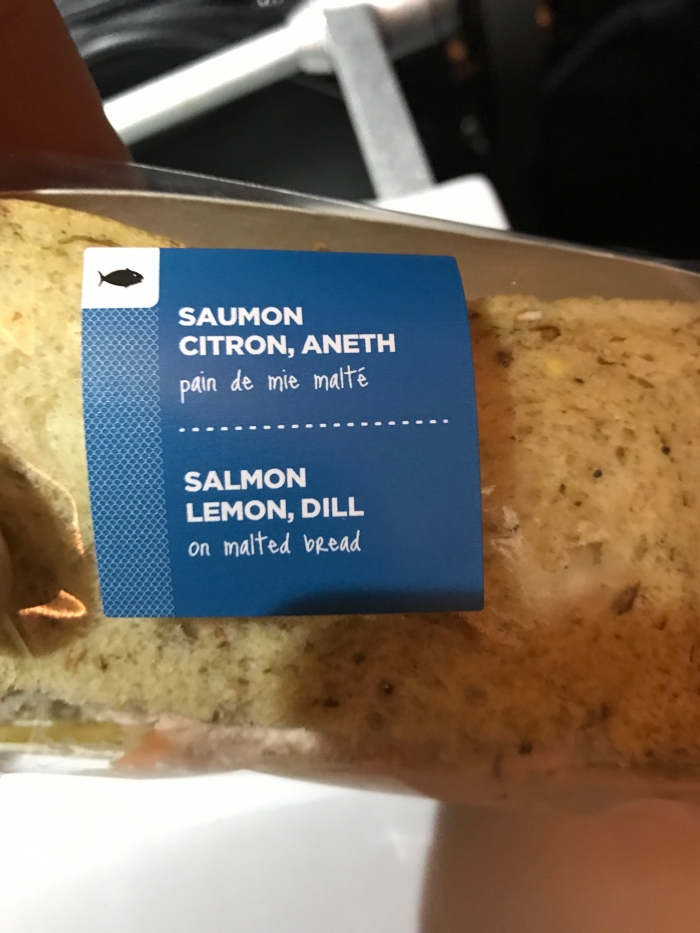 SAUMON
CITRON, ANETH
pain de mie malté
SALMON
LEMON, DILL
on malted bread